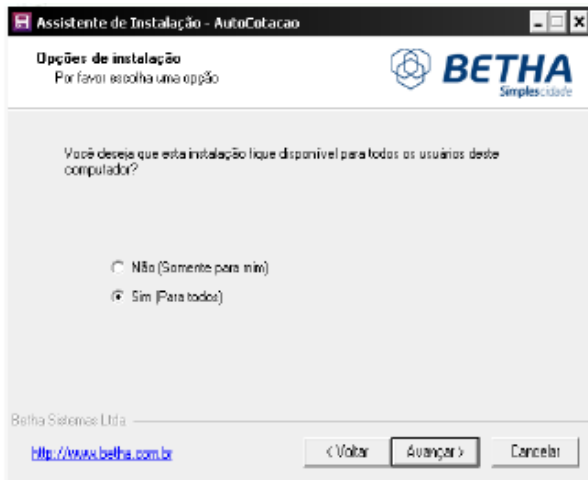 Assistente de Instalação - AutoCotacao
Opções de instalação
Por favor escolha uma opção
BETHA
Simplescidade
Você deseja que esta instalação fique disponível para todos os usuários deste
computador?
Não (Somente para mim)
Sim (Para todos)
Betha Sistemas Ltda
http://www.betha.com.br
< Voltar
Avançar >
Cancelar